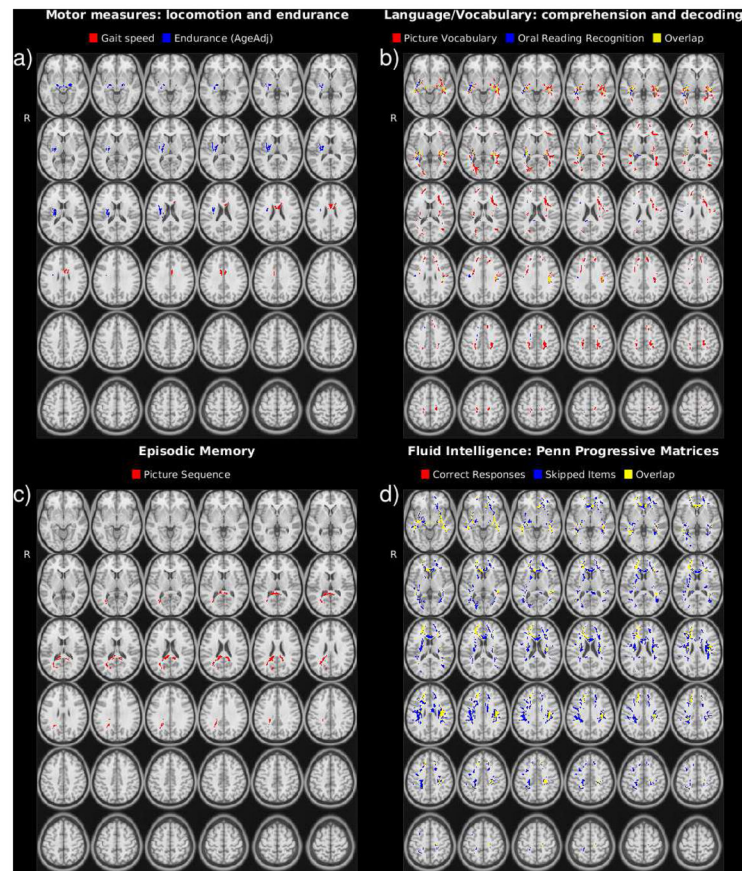 Motor measures: locomotion and endurance
Gait speed Endurance (AgeAdj)
a)
R
Language/Vocabulary: comprehension and decoding
Picture Vocabulary Oral Reading Recognition Overlap
b)
R
Episodic Memory
Picture Sequence
c)
R
Fluid Intelligence: Penn Progressive Matrices
Correct Responses Skipped Items Overlap
d)
R